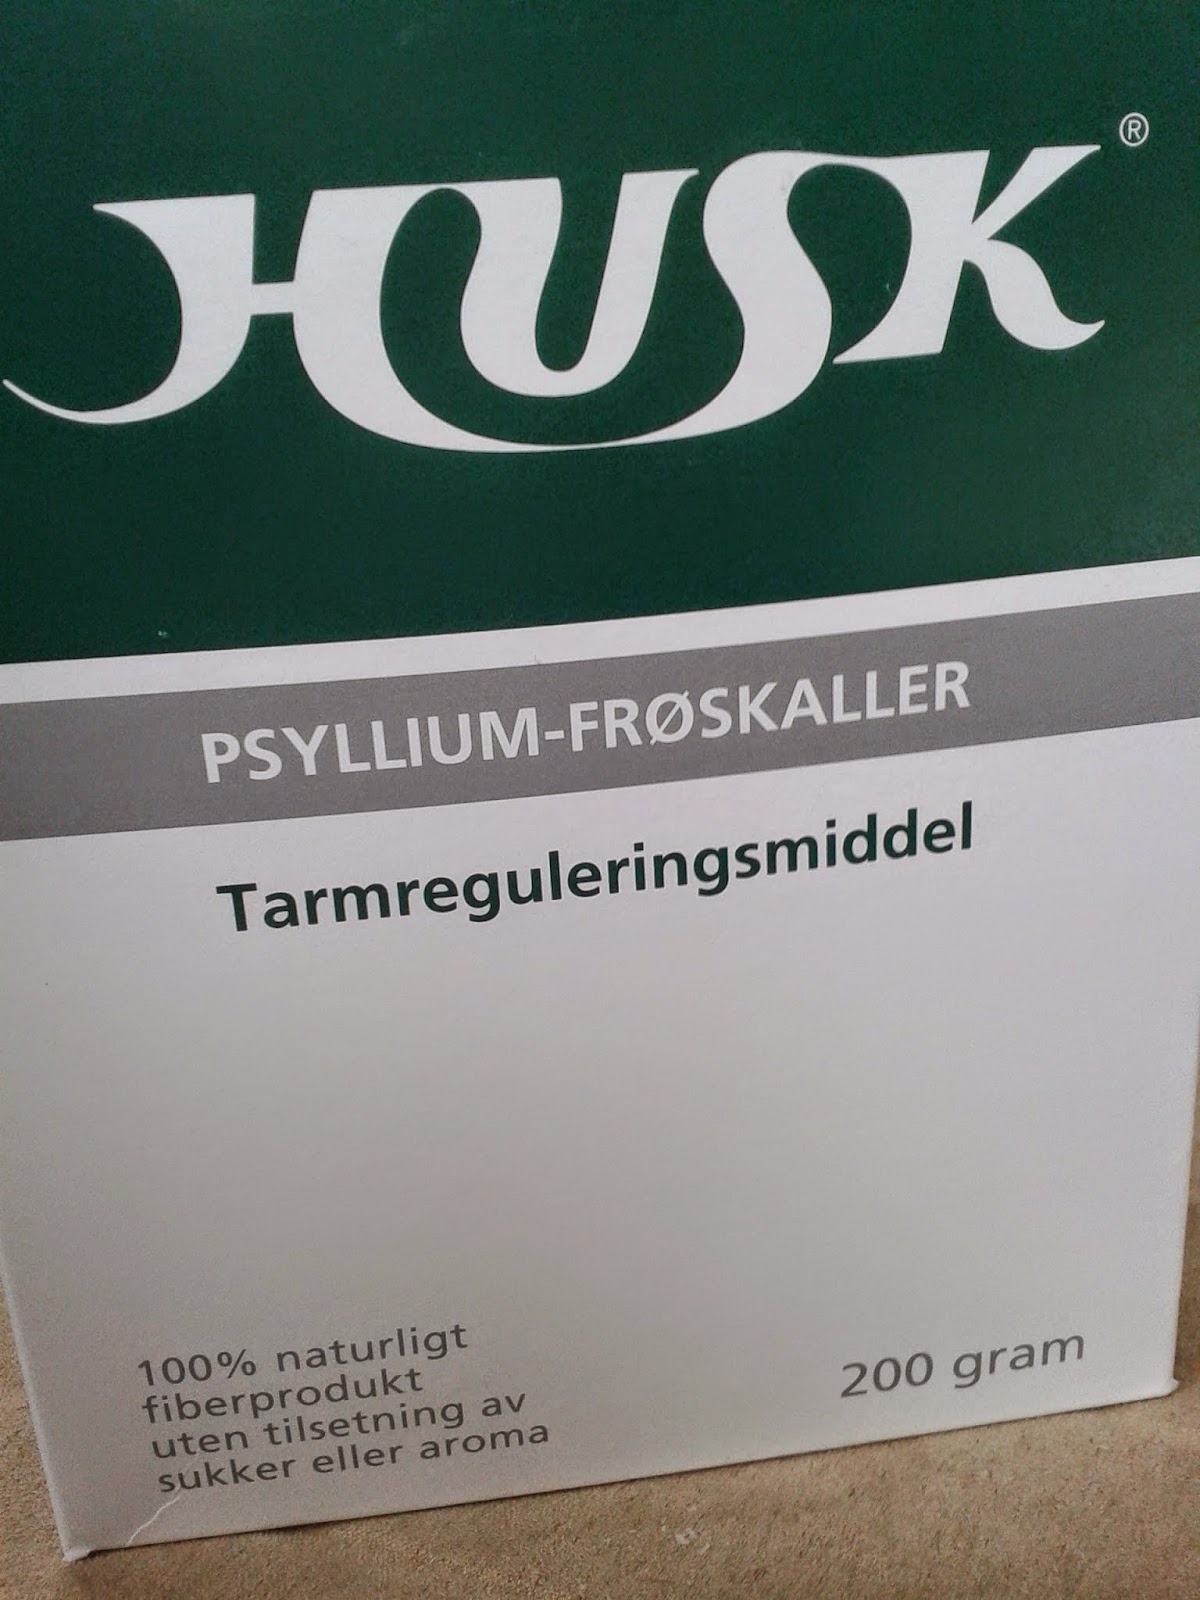 HUSK®
PSYLLIUM-FRØSKALLER
Tarmreguleringsmiddel
100% naturligt
fiberprodukt
uten tilsetning av
sukker eller aroma
200 gram